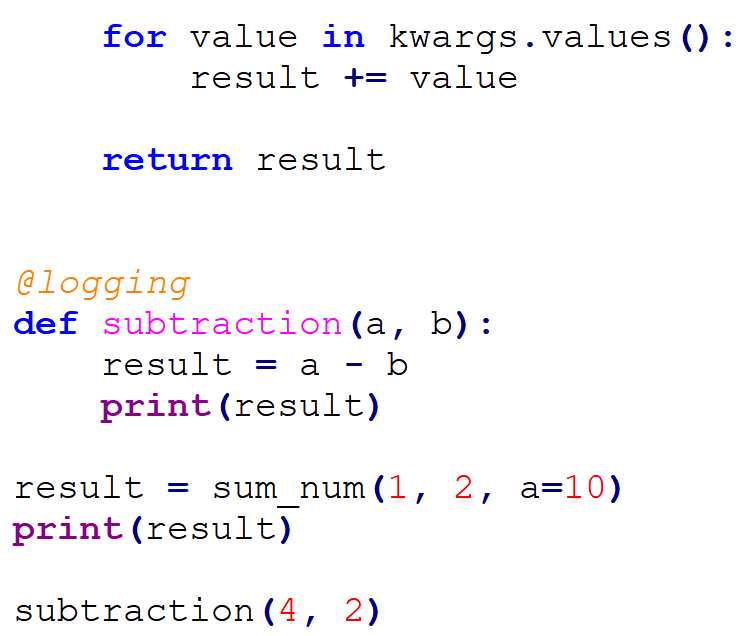 for value in kwargs.values():
result += value
return result
@logging
def subtraction(a, b):
result = a - b
print(result)
result = sum_num(1, 2, a=10)
print(result)
subtraction(4, 2)